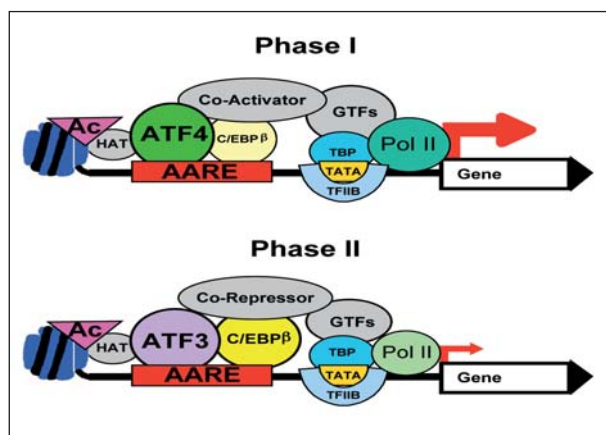 Phase I
Co-Activator
GTFs
Ac
HAT
ATF4
C/EBPβ
TBP
Pol II
AARE
TATA
TFIIB
Gene
Phase II
Co-Repressor
GTFs
Ac
HAT
ATF3
C/EBPβ
TBP
Pol II
AARE
TATA
TFIIB
Gene